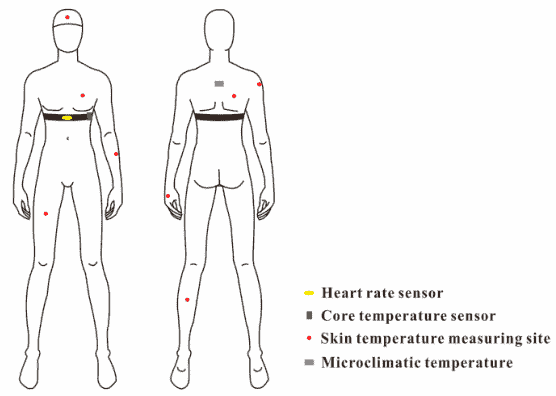 Heart rate sensor
Core temperature sensor
Skin temperature measuring site
Microclimatic temperature